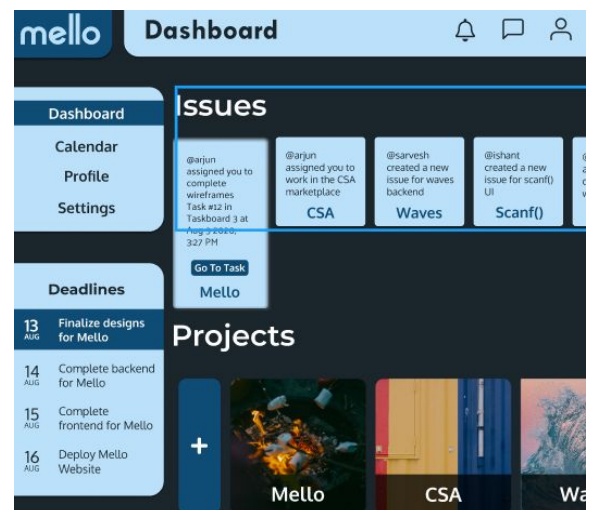 mello
Dashboard
Dashboard
Calendar
Profile
Settings
Issues
@arjun
assigned you to
complete
wireframes
Task #12 in
Taskboard 3 at
Aug 3 2020,
3:27 PM
Go To Task
Mello
@arjun
assigned you to
work in the CSA
marketplace
CSA
@sarvesh
created a new
issue for waves
backend
Waves
@ishant
created a new
issue for scanf()
UI
Scanf()
Deadlines
13
AUG
Finalize designs
for Mello
14
AUG
Complete backend
for Mello
15
AUG
Complete
frontend for Mello
16
AUG
Deploy Mello
Website
Projects
+
Mello
CSA
Wa